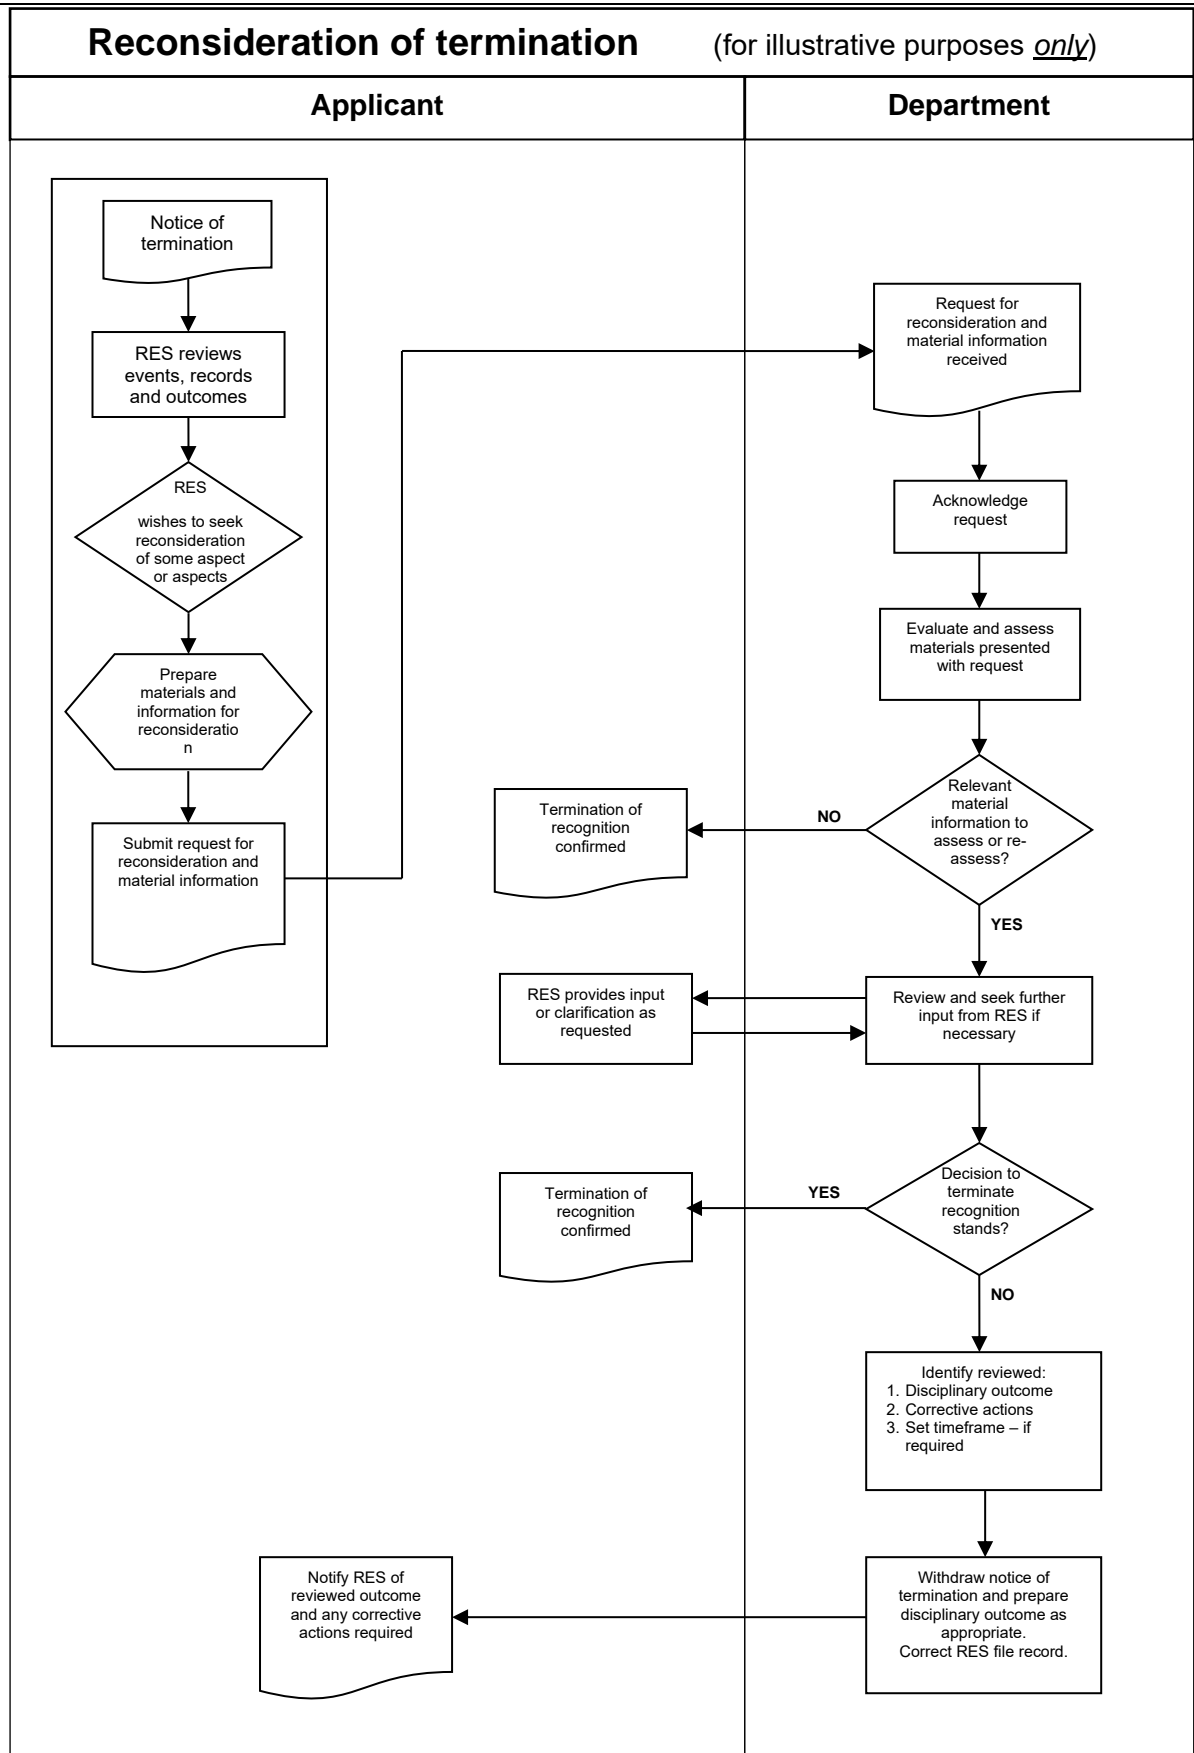 Reconsideration of termination (for illustrative purposes only)
Applicant
Department
Notice of
termination
RES reviews
events, records
and outcomes
RES
wishes to seek
reconsideration
of some aspect
or aspects
Prepare
materials and
information for
reconsideratio
n
Submit request for
reconsideration and
material information
Request for
reconsideration and
material information
received
Acknowledge
request
Evaluate and assess
materials presented
with request
Relevant
material
information to
assess or re-
assess?
NO
Termination of
recognition
confirmed
YES
Review and seek further
input from RES if
necessary
RES provides input
or clarification as
requested
Decision to
terminate
recognition
stands?
YES
Termination of
recognition
confirmed
NO
Identify reviewed:
1. Disciplinary outcome
2. Corrective actions
3. Set timeframe – if
required
Withdraw notice of
termination and prepare
disciplinary outcome as
appropriate.
Correct RES file record.
Notify RES of
reviewed outcome
and any corrective
actions required